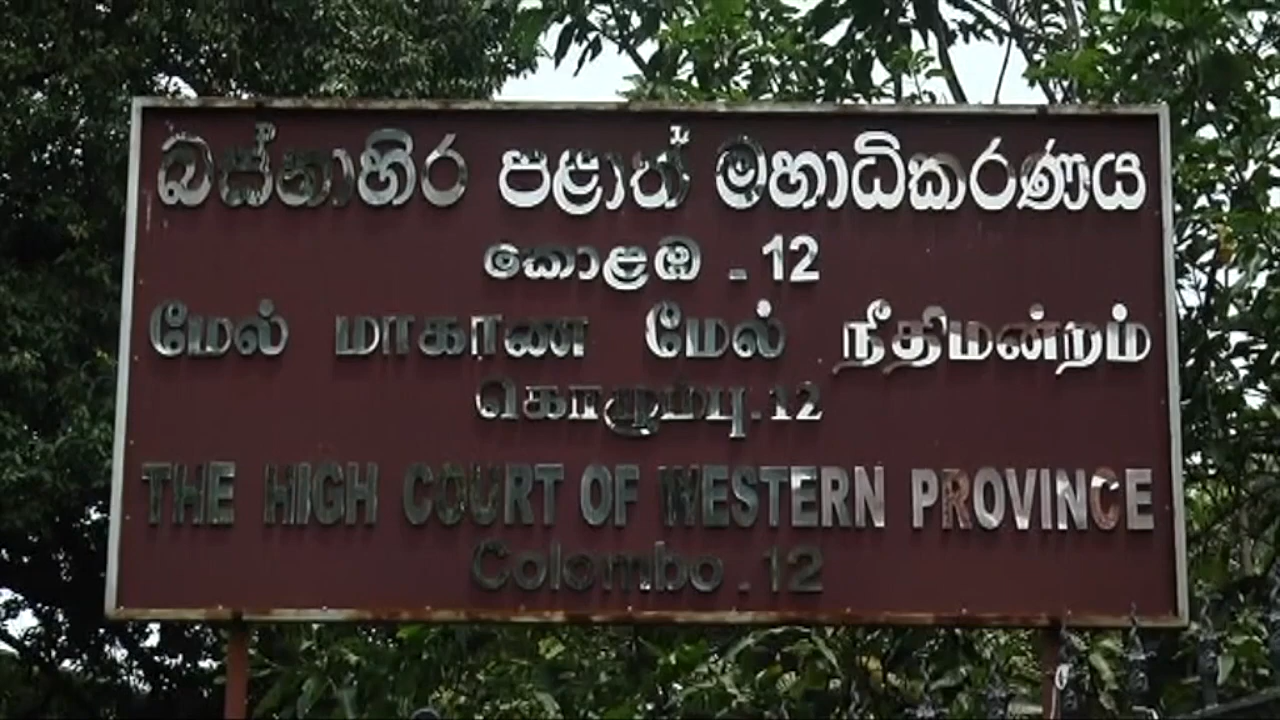 බස්නාහිර පළාත් මහාධිකරණය
කොළඹ - 12
மேல் மாகாண மேல் நீதிமன்றம்
கொழும்பு-12
THE HIGH COURT OF WESTERN PROVINCE
Colombo - 12